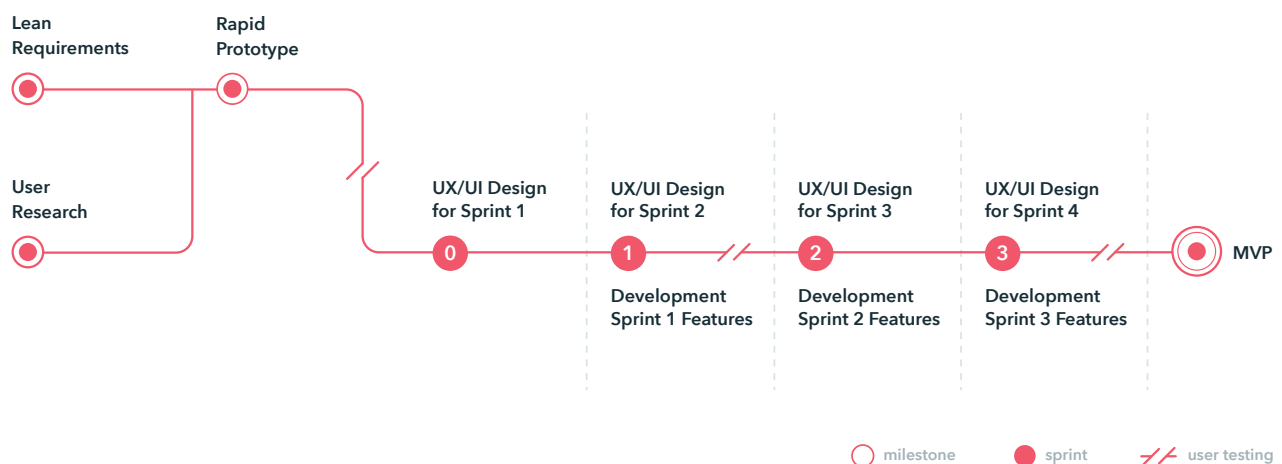 Lean
Requirements
Rapid
Prototype
User
Research
UX/UI Design
for Sprint 1
UX/UI Design
for Sprint 2
UX/UI Design
for Sprint 3
UX/UI Design
for Sprint 4
0
1
2
3
MVP
Development
Sprint 1 Features
Development
Sprint 2 Features
Development
Sprint 3 Features
milestone
sprint
user testing